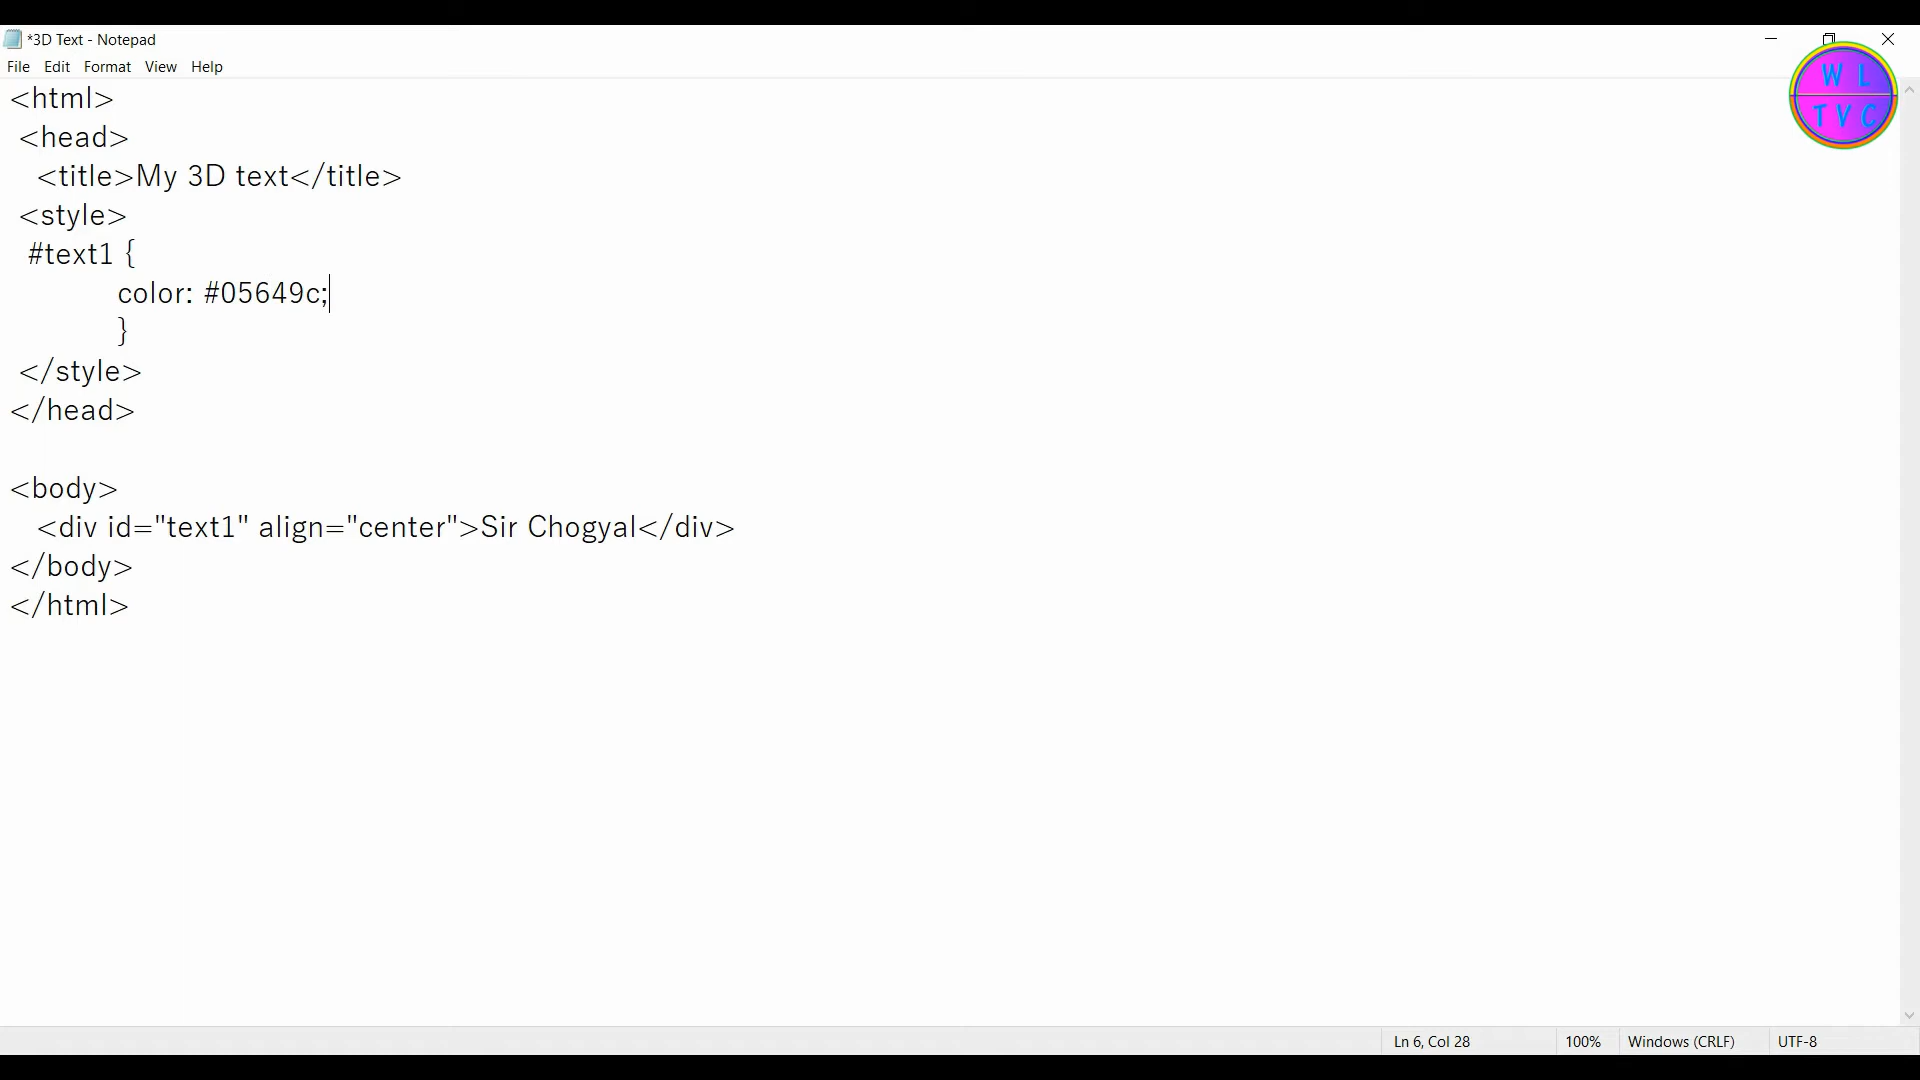 *3D Text - Notepad
File Edit Format View Help
W L
T V C
<html>
<head>
<title>My 3D text</title>
<style>
#text1 {
color: #05649c;
}
</style>
</head>
<body>
<div id="text1" align="center">Sir Chogyal</div>
</body>
</html>
Ln 6, Col 28 100% Windows (CRLF) UTF-8